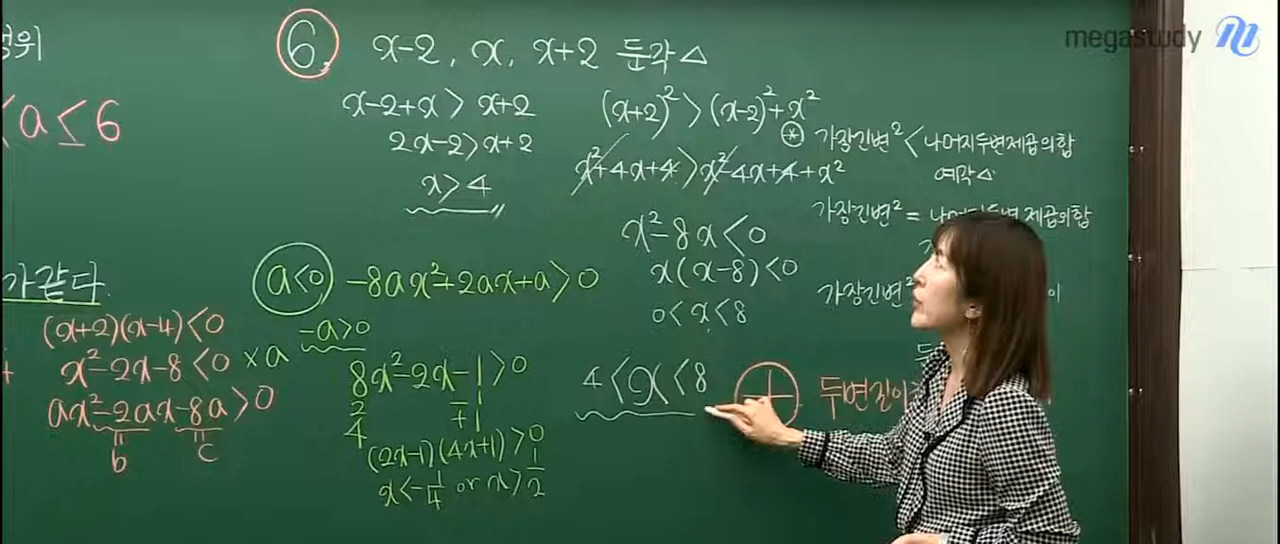 megastudy
< a ≤ 6
가 같다.
(x+2)(x-4)<0
x²-2x-8<0 ×a
ax²-2ax-8a>0
b c
6. x-2, x, x+2 둔각△
x-2+x > x+2
2x-2>x+2
x>4
(x+2)²>(x-2)²+x²
x²+4x+4>x²-4x+4+x²
x²-8x<0
x(x-8)<0
0<x<8
4<x<8
a<0 -8ax²+2ax+a>0
-a>0
8x²-2x-1>0
2 -1
4 +1
(2x-1)(4x+1)>0
x<-1/4 or x>1/2
⊛ 가장긴변² < 나머지두변제곱의합
예각△
가장긴변² = 나머지두변제곱의합
가장긴변²
+ 두변길이